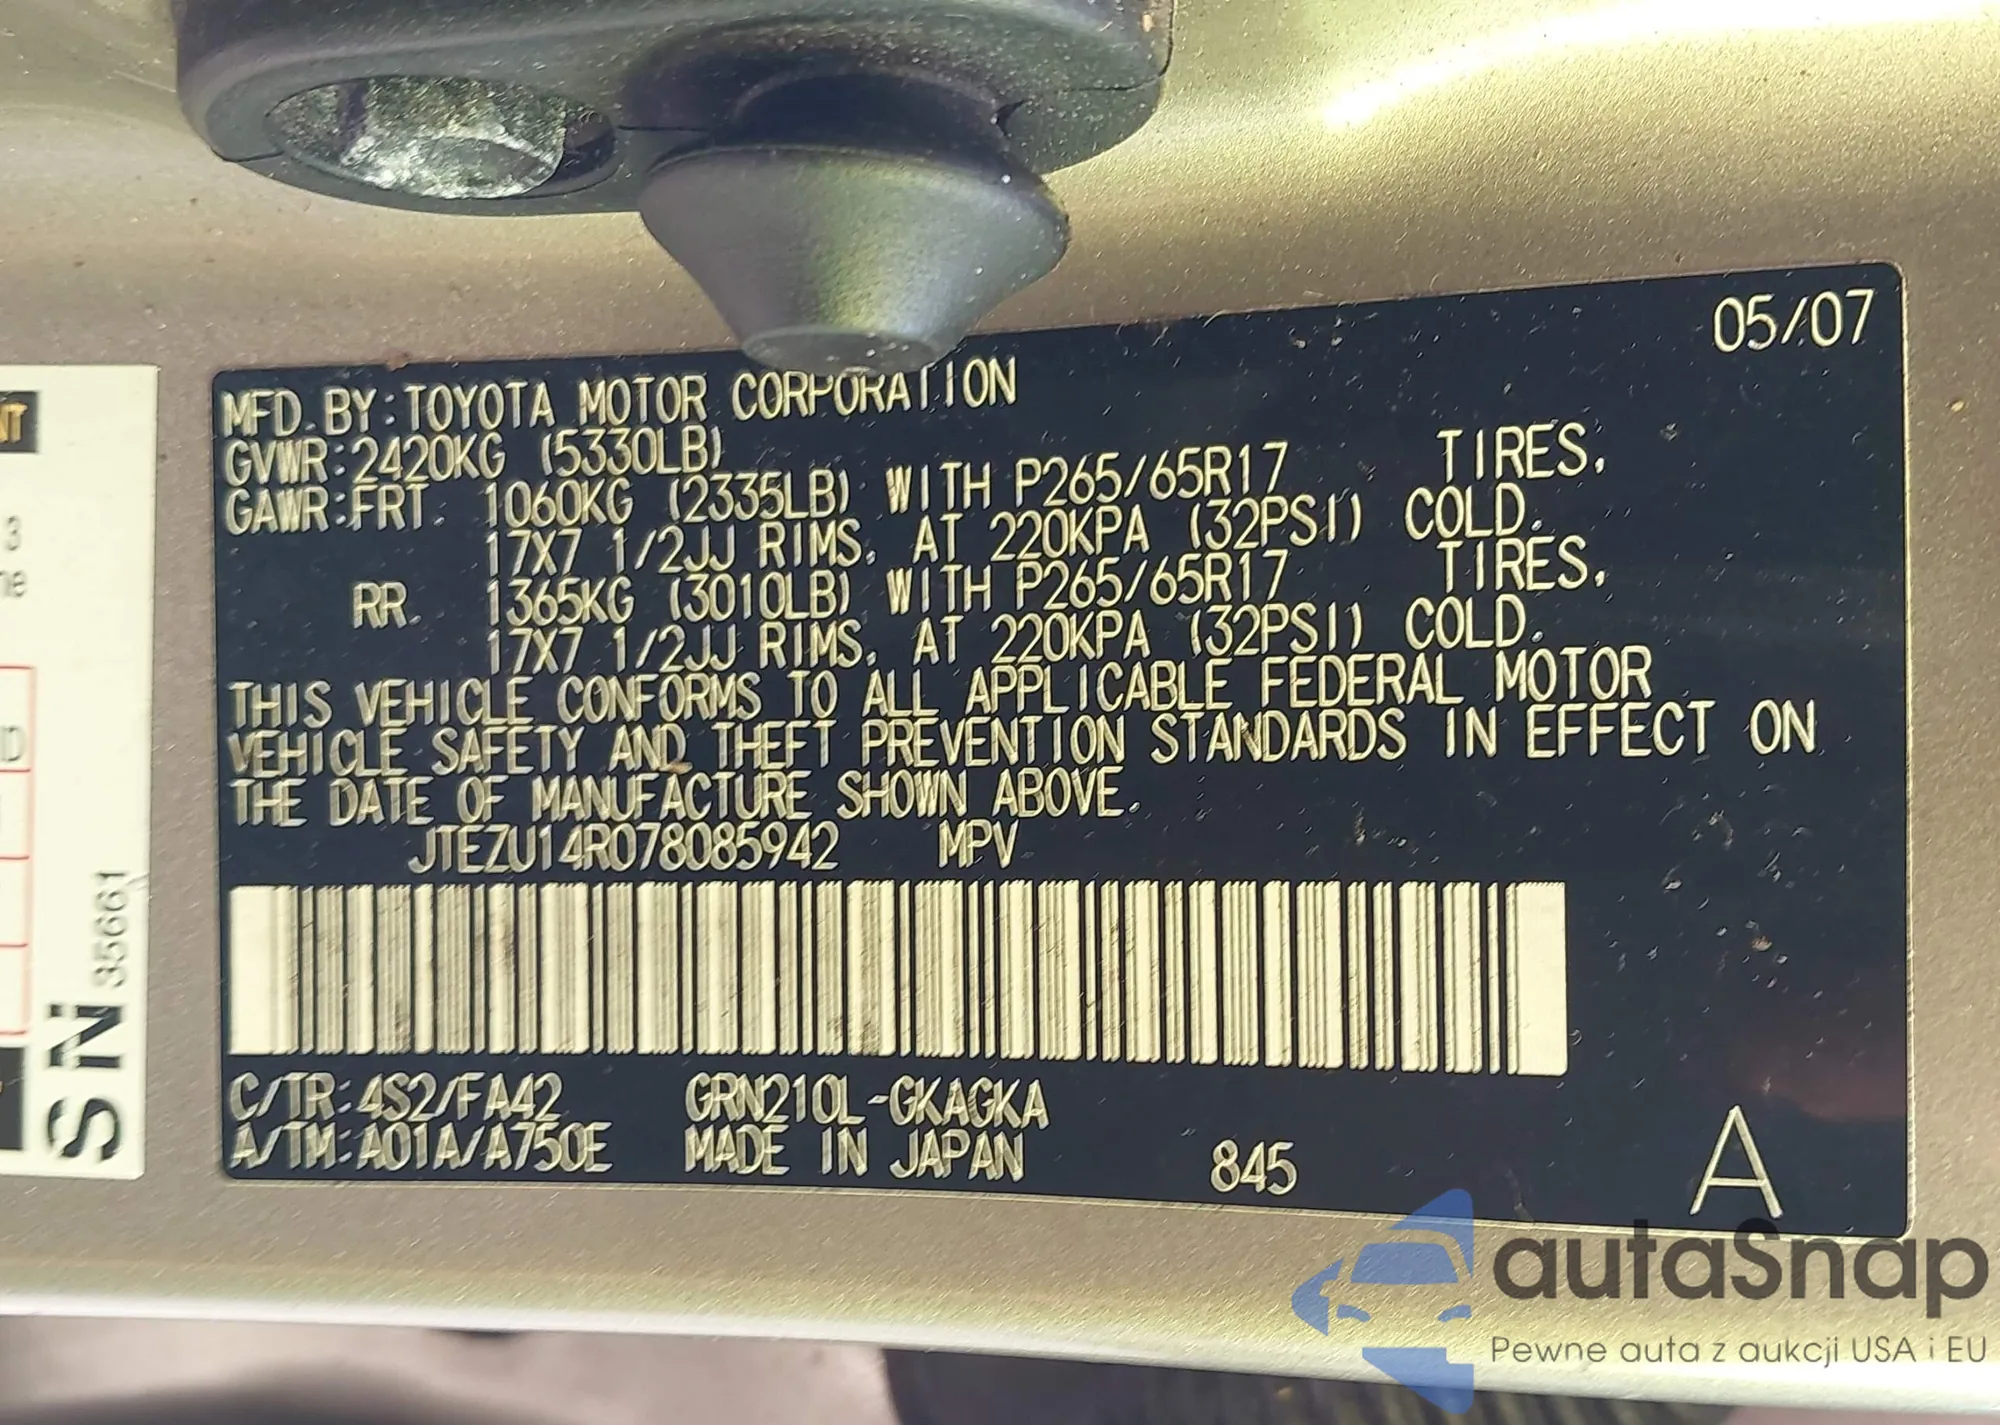 05/07
MFD. BY: TOYOTA MOTOR CORPORATION
GVWR: 2420KG (5330LB)
GAWR: FRT. 1060KG (2335LB) WITH P265/65R17 TIRES,
17X7 1/2JJ RIMS, AT 220KPA (32PSI) COLD.
RR. 1365KG (3010LB) WITH P265/65R17 TIRES,
17X7 1/2JJ RIMS, AT 220KPA (32PSI) COLD.
THIS VEHICLE CONFORMS TO ALL APPLICABLE FEDERAL MOTOR
VEHICLE SAFETY AND THEFT PREVENTION STANDARDS IN EFFECT ON
THE DATE OF MANUFACTURE SHOWN ABOVE.
JTEZU14R078085942 MPV
C/TR: 4S2/FA42 GRN210L-GKAGKA
A/TM: A01A/A750E MADE IN JAPAN 845 A
3
SN 35661
autaSnap
Pewne auta z aukcji USA i EU